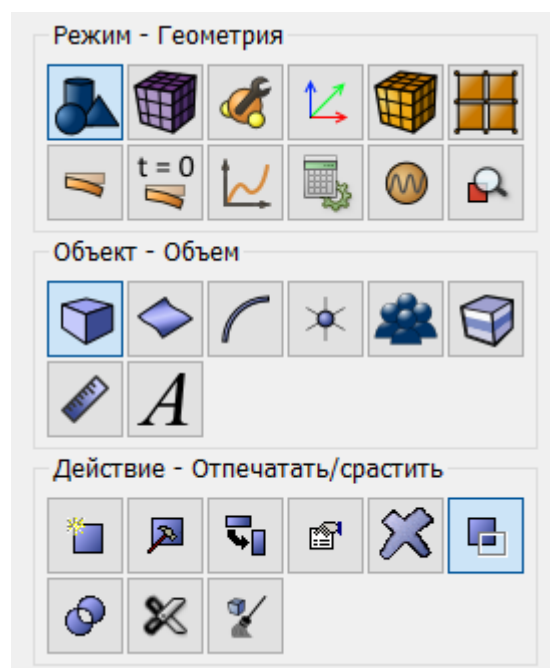 Режим - Геометрия
t = 0
Объект - Объем
A
Действие - Отпечатать/срастить